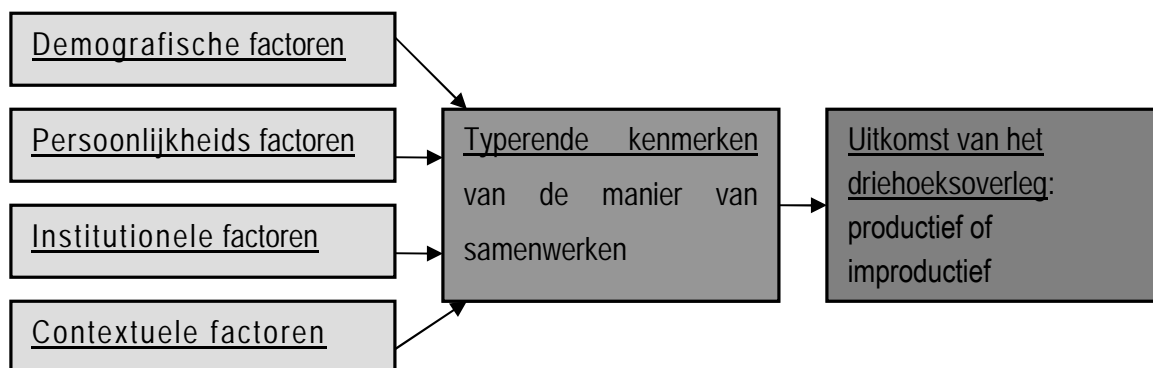 Demografische factoren
Persoonlijkheids factoren
Institutionele factoren
Contextuele factoren
Typerende kenmerken
van de manier van
samenwerken
Uitkomst van het
driehoeksoverleg:
productief of
improductief